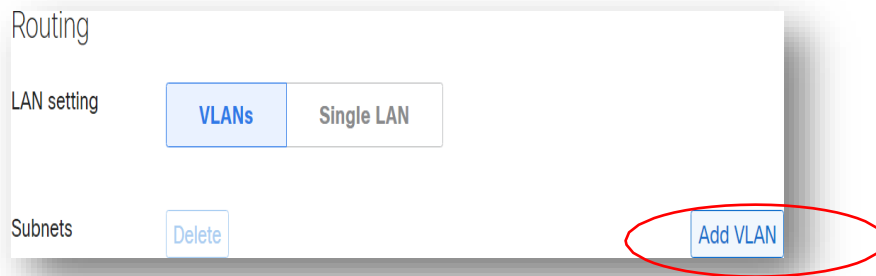 Routing
LAN setting VLANs Single LAN
Subnets Delete Add VLAN